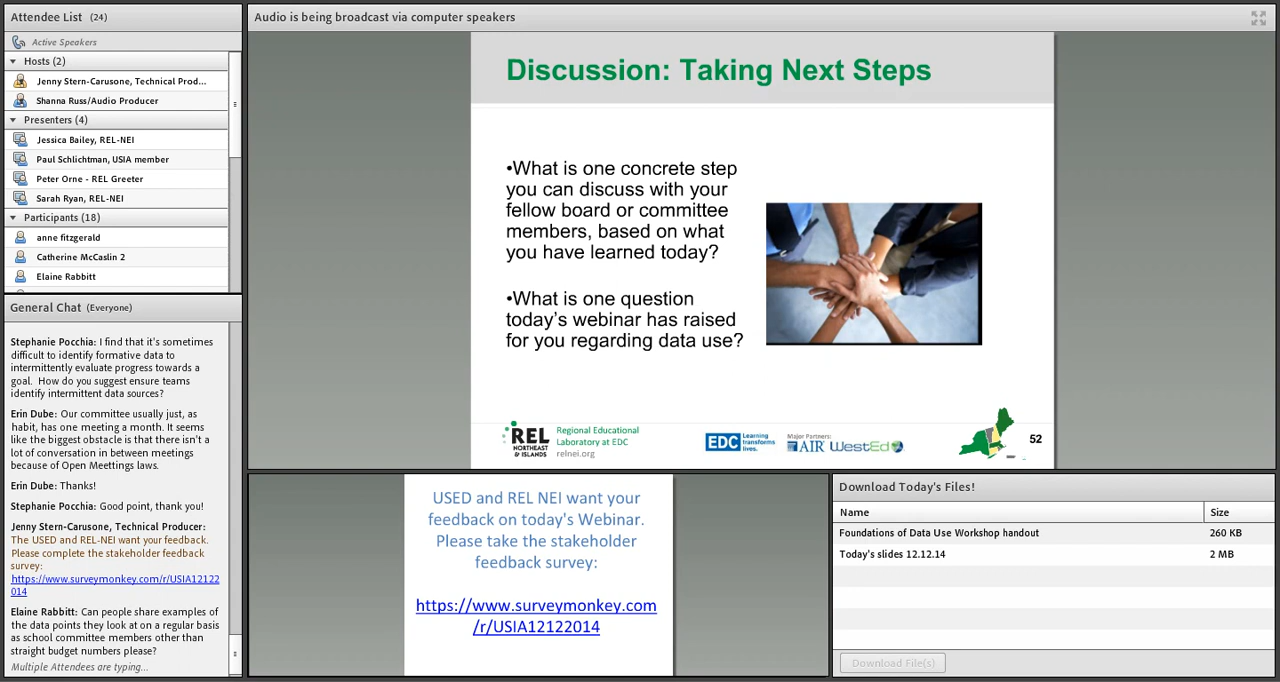 Attendee List (24)
Active Speakers
Hosts (2)
Jenny Stern-Carusone, Technical Prod...
Shanna Russ/Audio Producer
Presenters (4)
Jessica Bailey, REL-NEI
Paul Schlichtman, USIA member
Peter Orne - REL Greeter
Sarah Ryan, REL-NEI
Participants (18)
anne fitzgerald
Catherine McCaslin 2
Elaine Rabbitt
General Chat (Everyone)
Stephanie Pocchia: I find that it's sometimes
difficult to identify formative data to
intermittently evaluate progress towards a
goal. How do you suggest ensure teams
identify intermittent data sources?
Erin Dube: Our committee usually just, as
habit, has one meeting a month. It seems
like the biggest obstacle is that there isn't a
lot of conversation in between meetings
because of Open Meetings laws.
Erin Dube: Thanks!
Stephanie Pocchia: Good point, thank you!
Jenny Stern-Carusone, Technical Producer:
The USED and REL-NEI want your feedback.
Please complete the stakeholder feedback
survey:
https://www.surveymonkey.com/r/USIA12122
014
Elaine Rabbitt: Can people share examples of
the data points they look at on a regular basis
as school committee members other than
straight budget numbers please?
Multiple Attendees are typing...
Audio is being broadcast via computer speakers
Discussion: Taking Next Steps
•What is one concrete step
you can discuss with your
fellow board or committee
members, based on what
you have learned today?
•What is one question
today's webinar has raised
for you regarding data use?
REL
NORTHEAST
& ISLANDS
Regional Educational
Laboratory at EDC
relnei.org
EDC Learning
transforms
lives.
Major Partners:
AIR WestEd
52
USED and REL NEI want your
feedback on today's Webinar.
Please take the stakeholder
feedback survey:
https://www.surveymonkey.com
/r/USIA12122014
Download Today's Files!
Name Size
Foundations of Data Use Workshop handout 260 KB
Today's slides 12.12.14 2 MB
Download File(s)